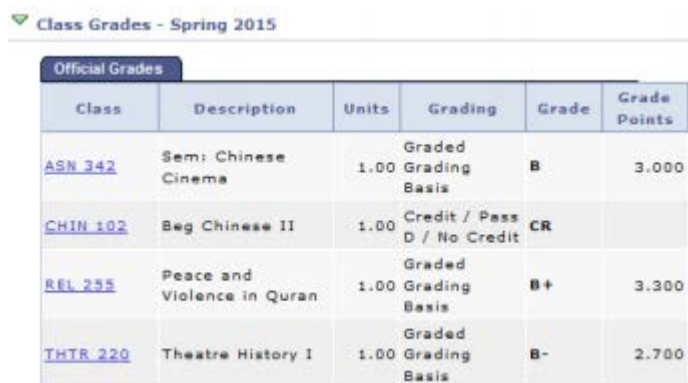 Class Grades - Spring 2015
Official Grades
Class Description Units Grading Grade Grade Points
ASN 342 Sem: Chinese Cinema 1.00 Graded Grading Basis B 3.000
CHIN 102 Beg Chinese II 1.00 Credit / Pass D / No Credit CR
REL 255 Peace and Violence in Quran 1.00 Graded Grading Basis B+ 3.300
THTR 220 Theatre History I 1.00 Graded Grading Basis B- 2.700